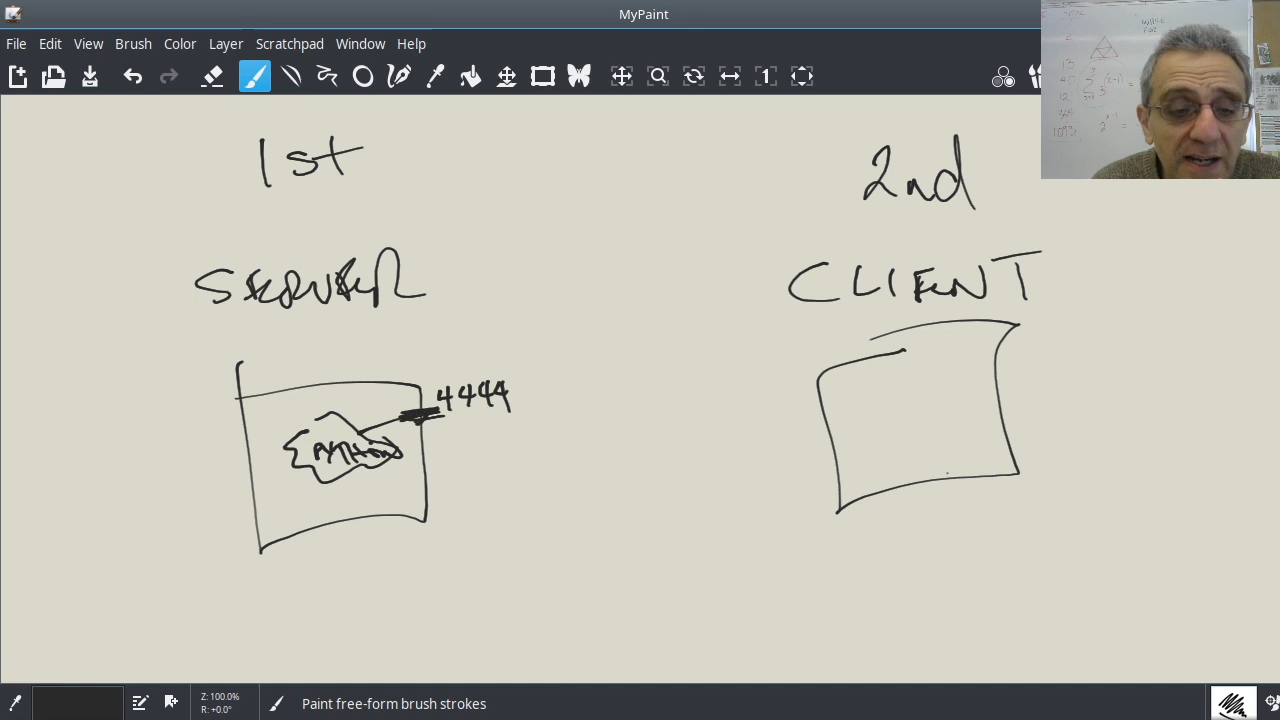 MyPaint
File Edit View Brush Color Layer Scratchpad Window Help
1st
2nd
SERVER
CLIENT
4444
PYTHON
Z: 100.0%
R: +0.0°
Paint free-form brush strokes